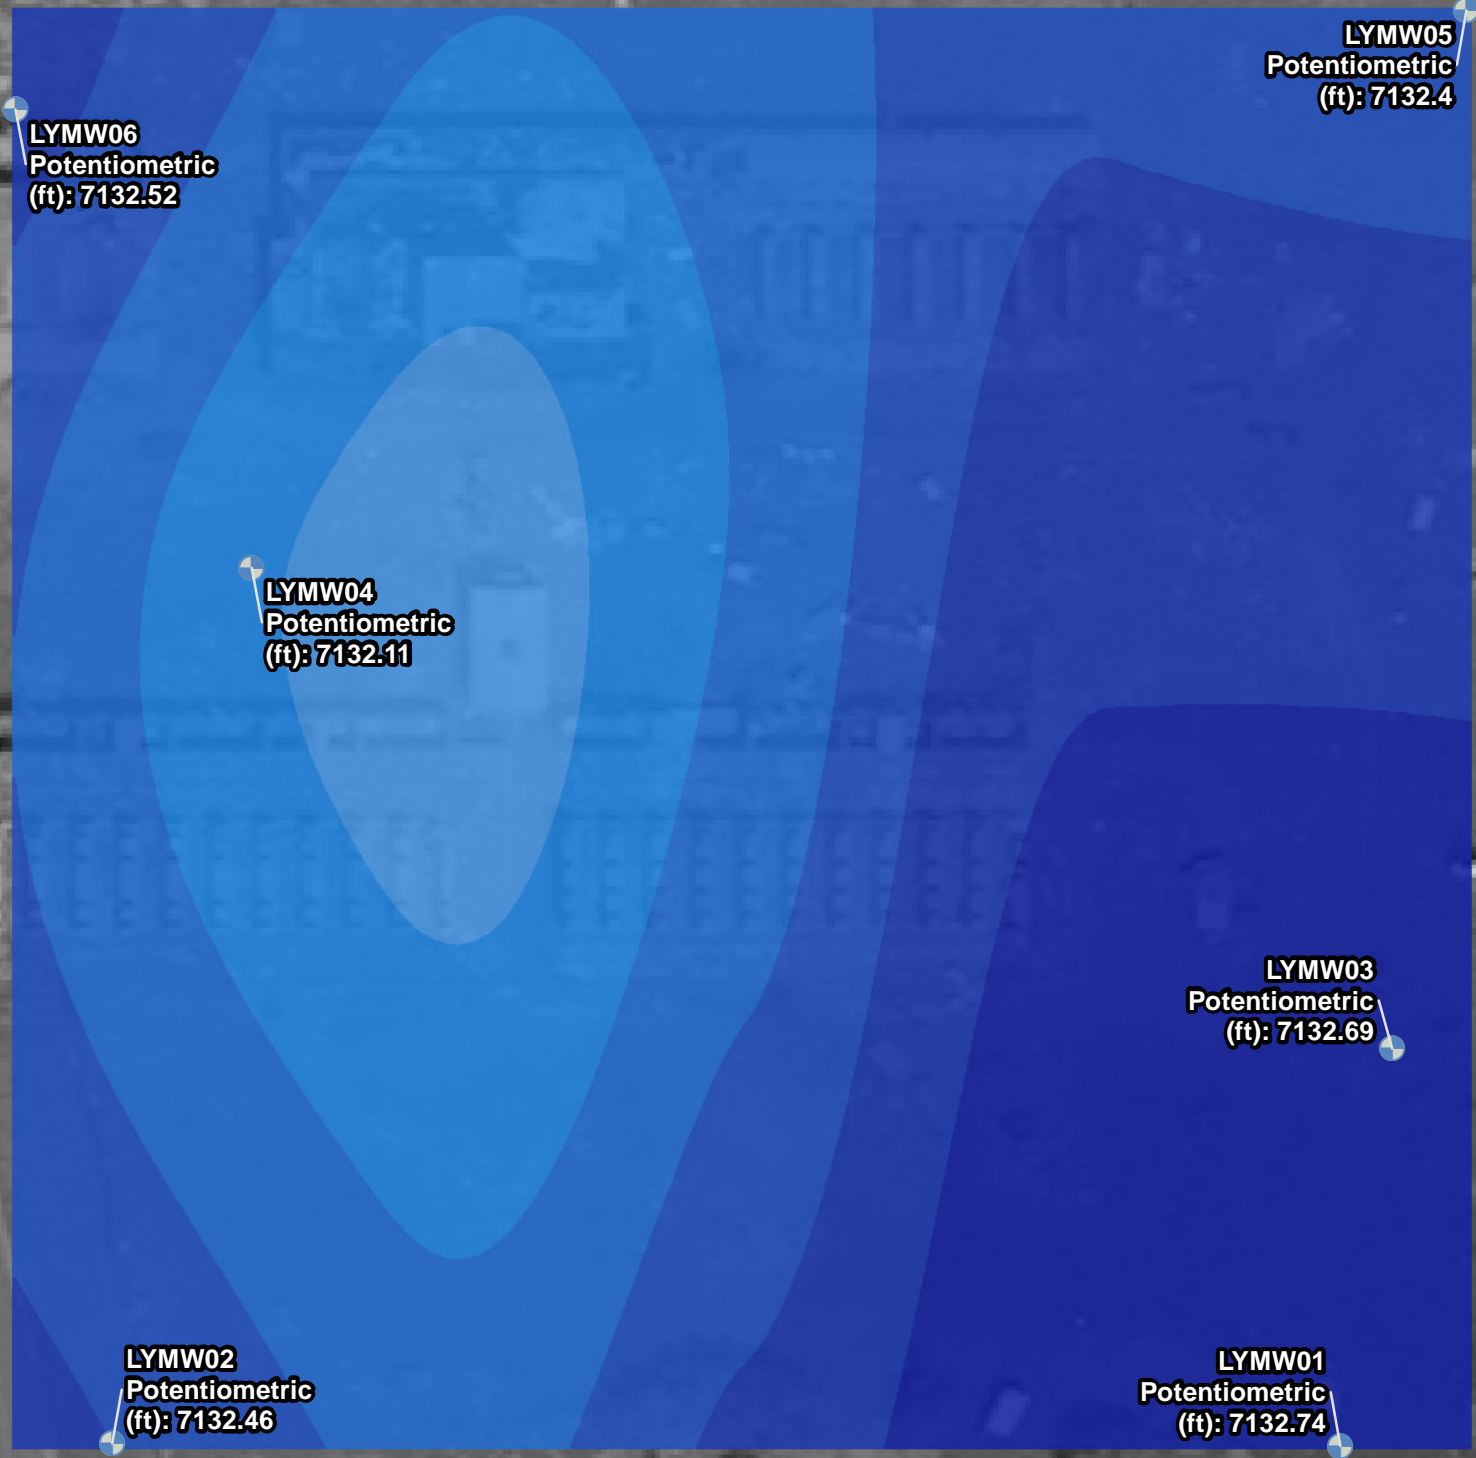 LYMW05
Potentiometric
(ft): 7132.4
LYMW06
Potentiometric
(ft): 7132.52
LYMW04
Potentiometric
(ft): 7132.11
LYMW03
Potentiometric
(ft): 7132.69
LYMW02
Potentiometric
(ft): 7132.46
LYMW01
Potentiometric
(ft): 7132.74